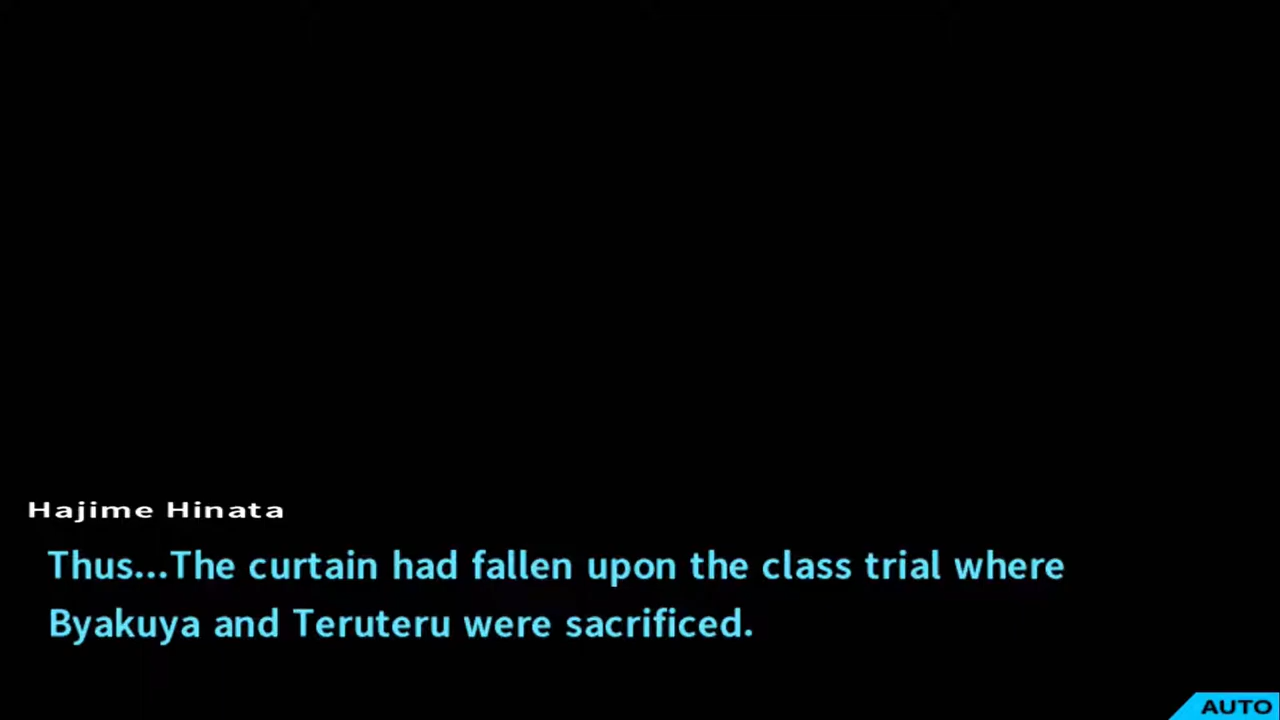 Hajime Hinata
Thus...The curtain had fallen upon the class trial where
Byakuya and Teruteru were sacrificed.
AUTO